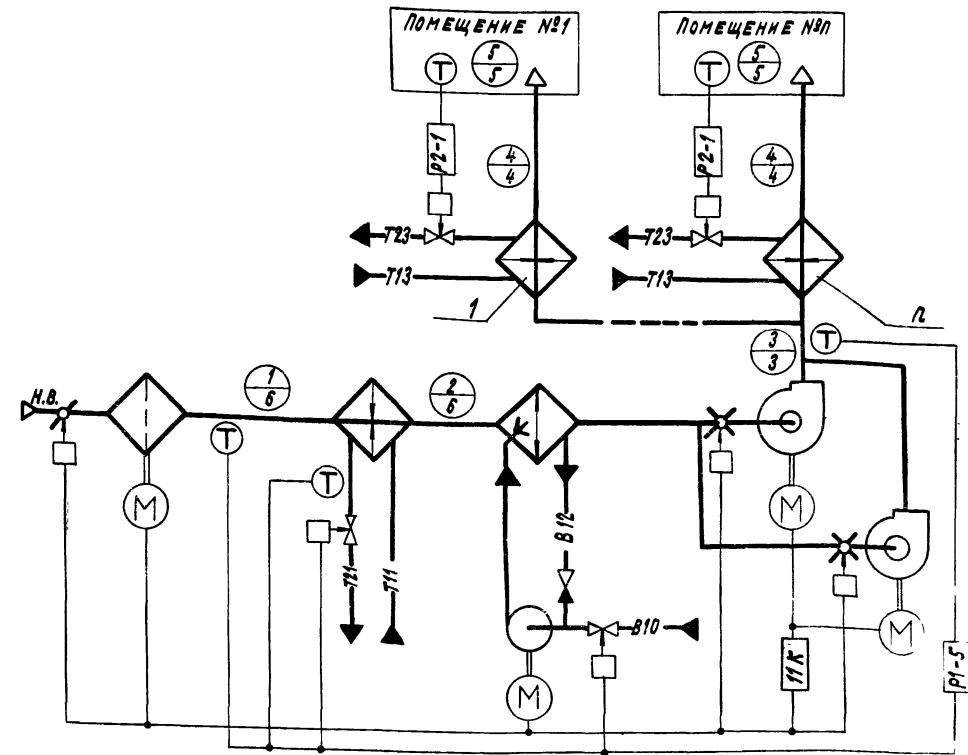 ПОМЕЩЕНИЕ №1
ПОМЕЩЕНИЕ №n
Т
5
5
Т
5
5
Р2-1
4
4
Р2-1
4
4
Т23
Т23
Т13
Т13
1
n
3
3
Т
Н.В.
1
6
2
6
Т
Т
М
М
В12
Т21
Т11
В10
М
М
11К
Р1-5